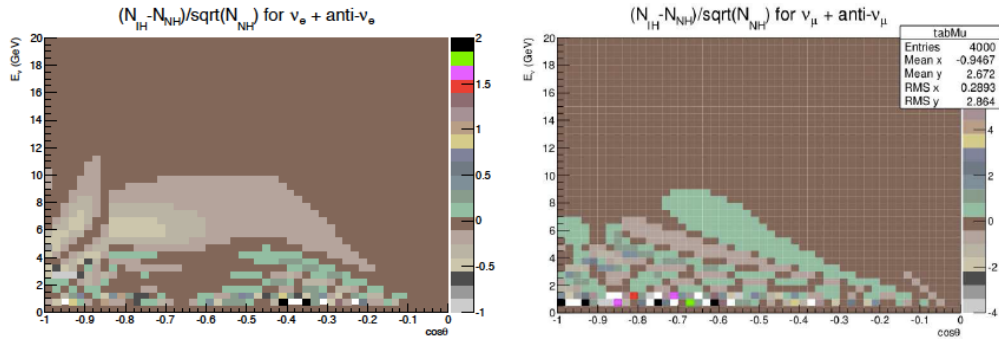 (N_IH-N_NH)/sqrt(N_NH) for ν_e + anti-ν_e
E_ν (GeV)
20
18
16
14
12
10
8
6
4
2
0
-1 -0.9 -0.8 -0.7 -0.6 -0.5 -0.4 -0.3 -0.2 -0.1 0
cosθ
2
1.5
1
0.5
0
-0.5
-1
(N_IH-N_NH)/sqrt(N_NH) for ν_μ + anti-ν_μ
tabMu
Entries 4000
Mean x -0.9467
Mean y 2.672
RMS x 0.2893
RMS y 2.864
E_ν (GeV)
20
18
16
14
12
10
8
6
4
2
0
-1 -0.9 -0.8 -0.7 -0.6 -0.5 -0.4 -0.3 -0.2 -0.1 0
cosθ
4
2
0
-2
-4